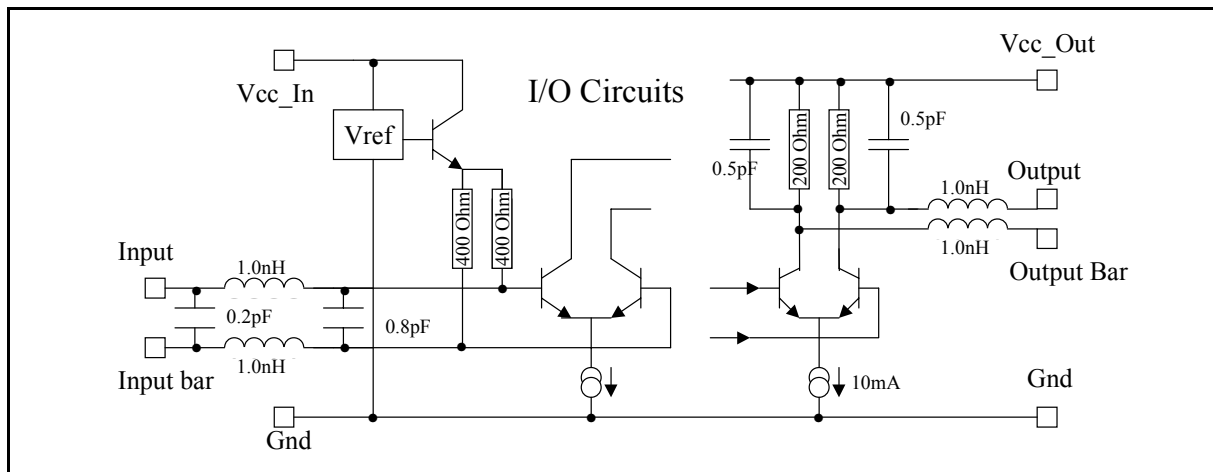 Vcc_Out
Vcc_In
I/O Circuits
Vref
0.5pF
0.5pF
200 Ohm
200 Ohm
1.0nH
Output
400 Ohm
400 Ohm
1.0nH
Output Bar
Input
1.0nH
0.2pF
0.8pF
1.0nH
Input bar
10mA
Gnd
Gnd